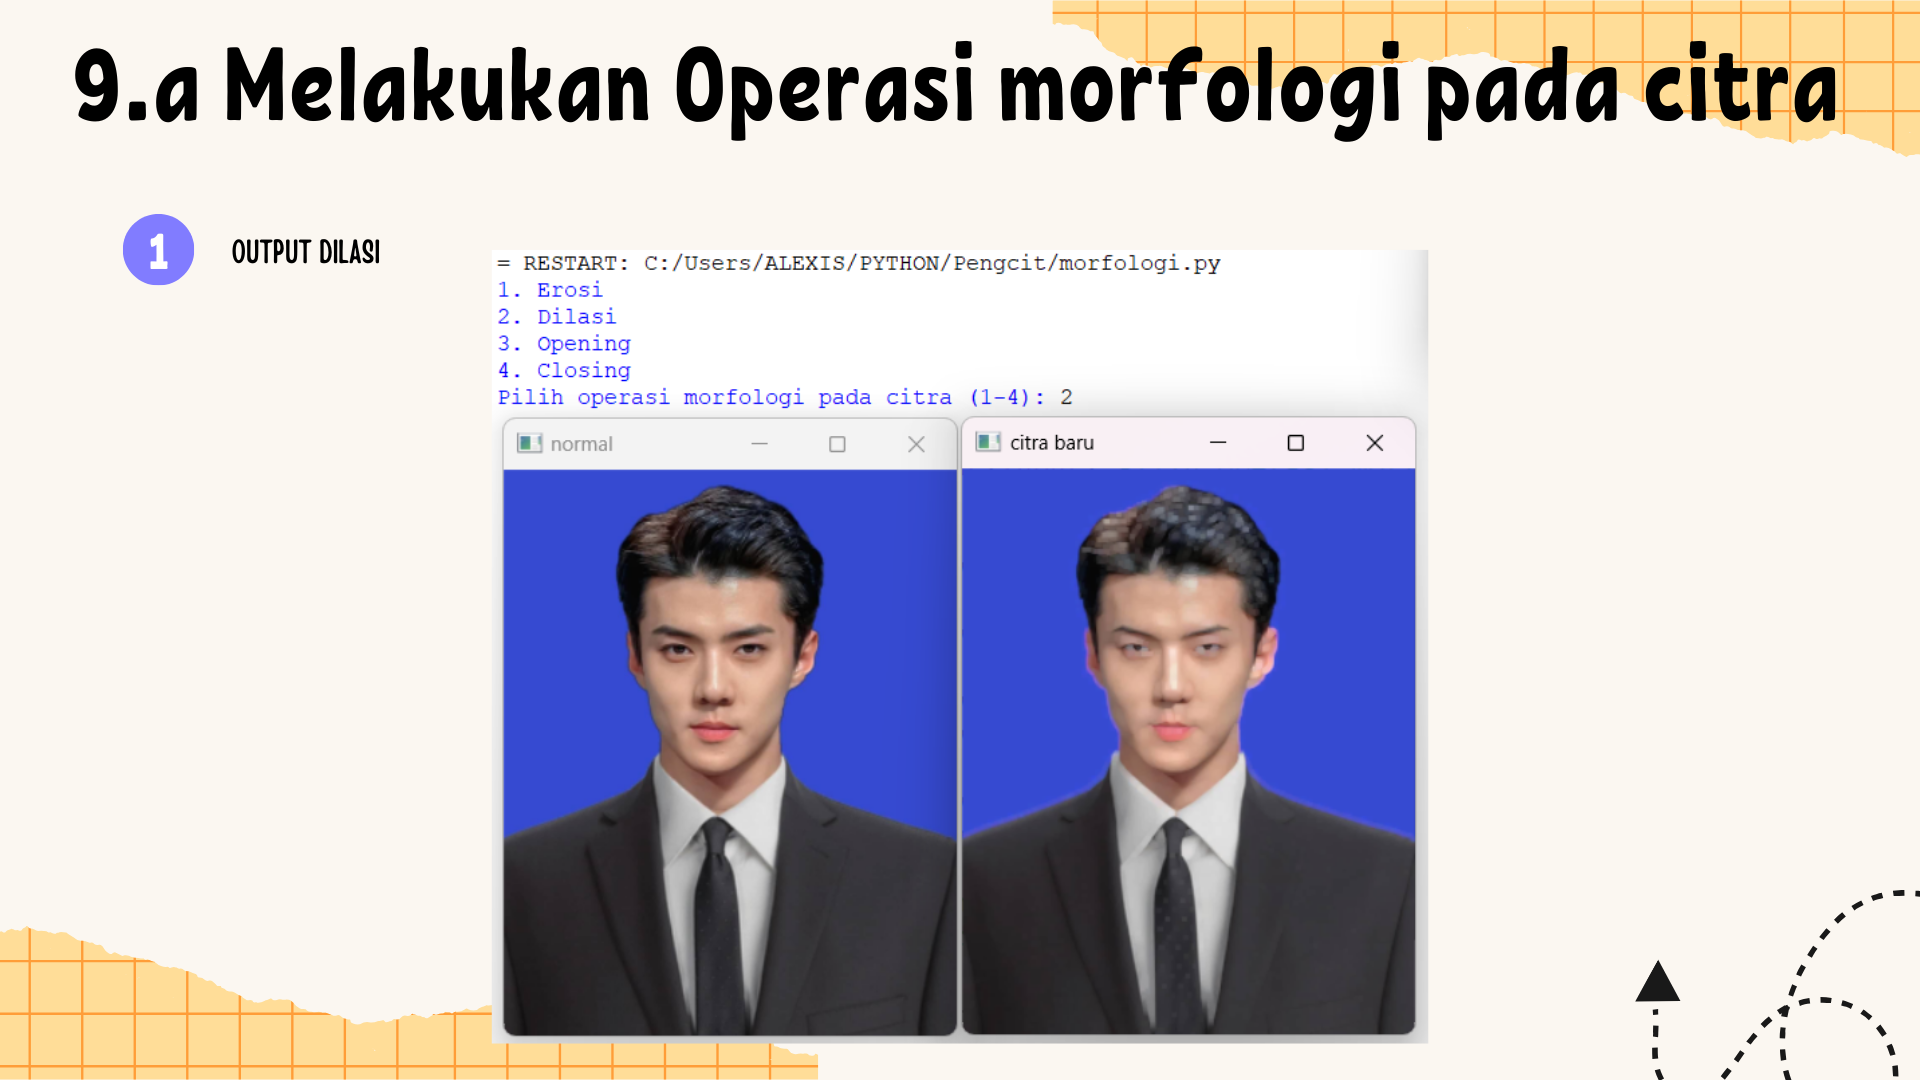 9.a Melakukan Operasi morfologi pada citra
1
OUTPUT DILASI
= RESTART: C:/Users/ALEXIS/PYTHON/Pengcit/morfologi.py
1. Erosi
2. Dilasi
3. Opening
4. Closing
Pilih operasi morfologi pada citra (1-4): 2
normal
citra baru